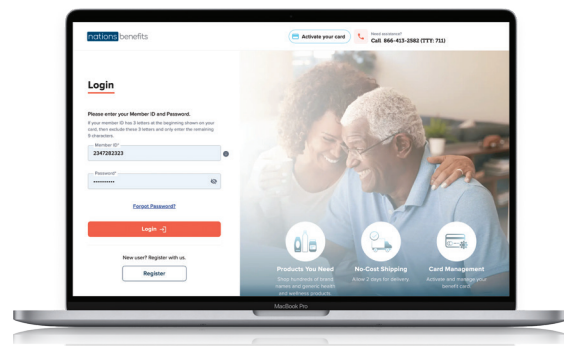 nations benefits
Activate your card
Need assistance?
Call 866-413-2582 (TTY: 711)
Login
Please enter your Member ID and Password.
If your member ID has 3 letters at the beginning shown on your
card, then exclude these 3 letters and only enter the remaining
9 characters.
Member ID*
2347282323
Password*
Forgot Password?
Login
New user? Register with us.
Register
Products You Need
Shop hundreds of brand
names and generic health
and wellness products
No-Cost Shipping
Allow 2 days for delivery
Card Management
Activate and manage your
benefit card
MacBook Pro